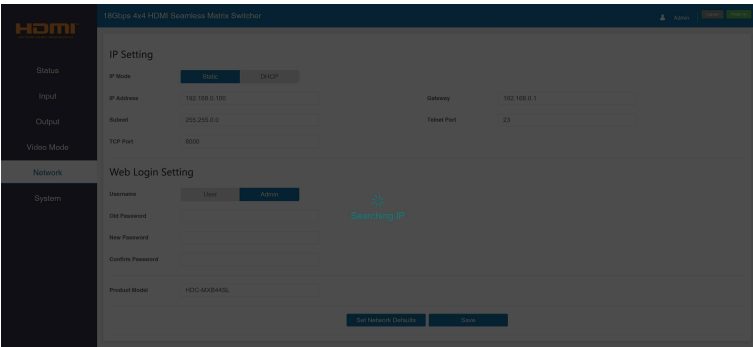 18Gbps 4x4 HDMI Seamless Matrix Switcher
Admin
HDMI
Status
Input
Output
Video Mode
Network
System
IP Setting
IP Mode Static DHCP
IP Address 192.168.0.100 Gateway 192.168.0.1
Subnet 255.255.0.0 Telnet Port 23
TCP Port 8000
Web Login Setting
Username User Admin
Old Password
New Password
Confirm Password
Searching IP
Product Model HDC-MXB44SL
Set Network Defaults Save